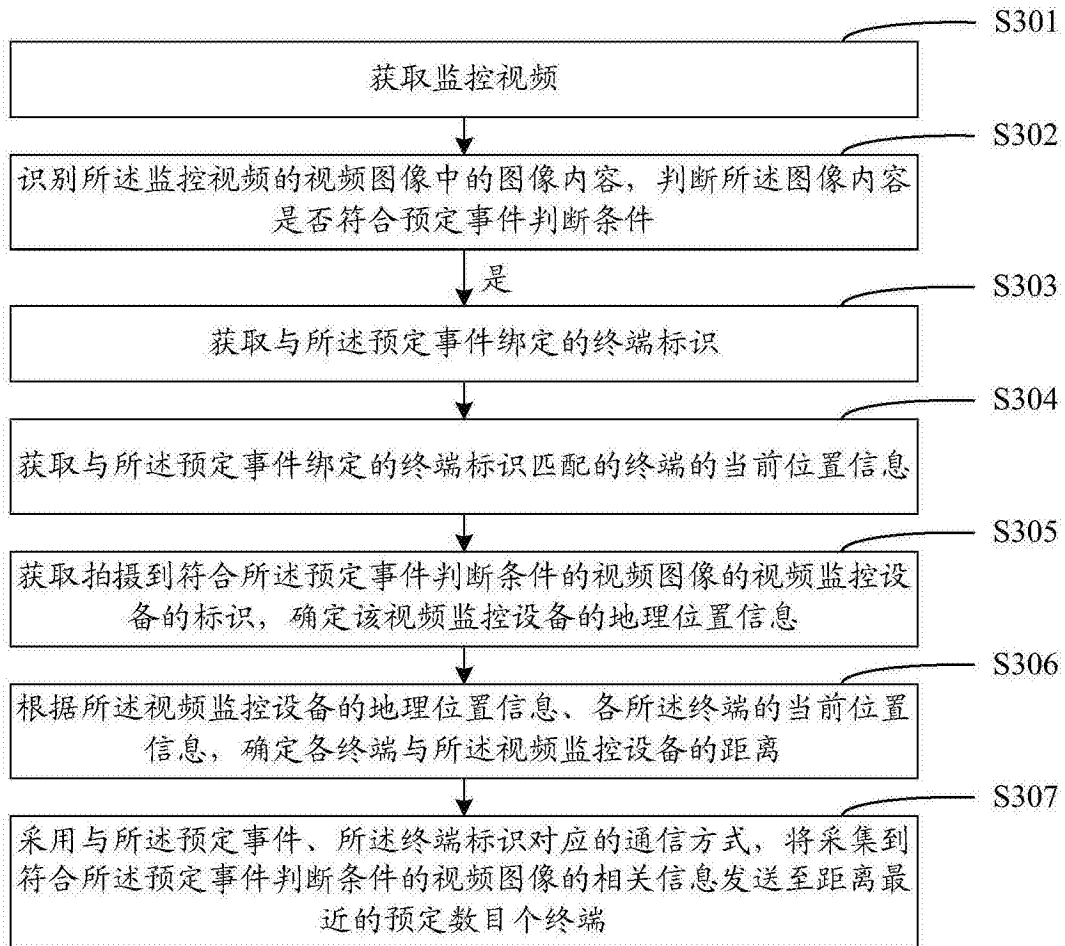 S301
获取监控视频
S302
识别所述监控视频的视频图像中的图像内容，判断所述图像内容
是否符合预定事件判断条件
是
S303
获取与所述预定事件绑定的终端标识
S304
获取与所述预定事件绑定的终端标识匹配的终端的当前位置信息
S305
获取拍摄到符合所述预定事件判断条件的视频图像的视频监控设
备的标识，确定该视频监控设备的地理位置信息
S306
根据所述视频监控设备的地理位置信息、各所述终端的当前位置
信息，确定各终端与所述视频监控设备的距离
S307
采用与所述预定事件、所述终端标识对应的通信方式，将采集到
符合所述预定事件判断条件的视频图像的相关信息发送至距离最
近的预定数目个终端